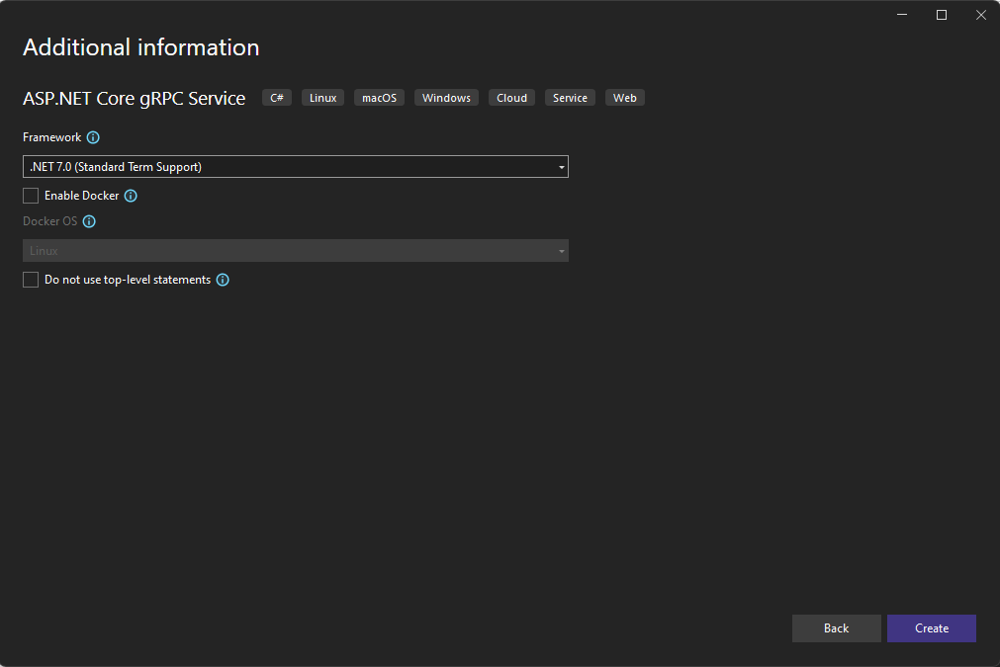 Additional information
ASP.NET Core gRPC Service C# Linux macOS Windows Cloud Service Web
Framework
.NET 7.0 (Standard Term Support)
Enable Docker
Docker OS
Linux
Do not use top-level statements
Back Create